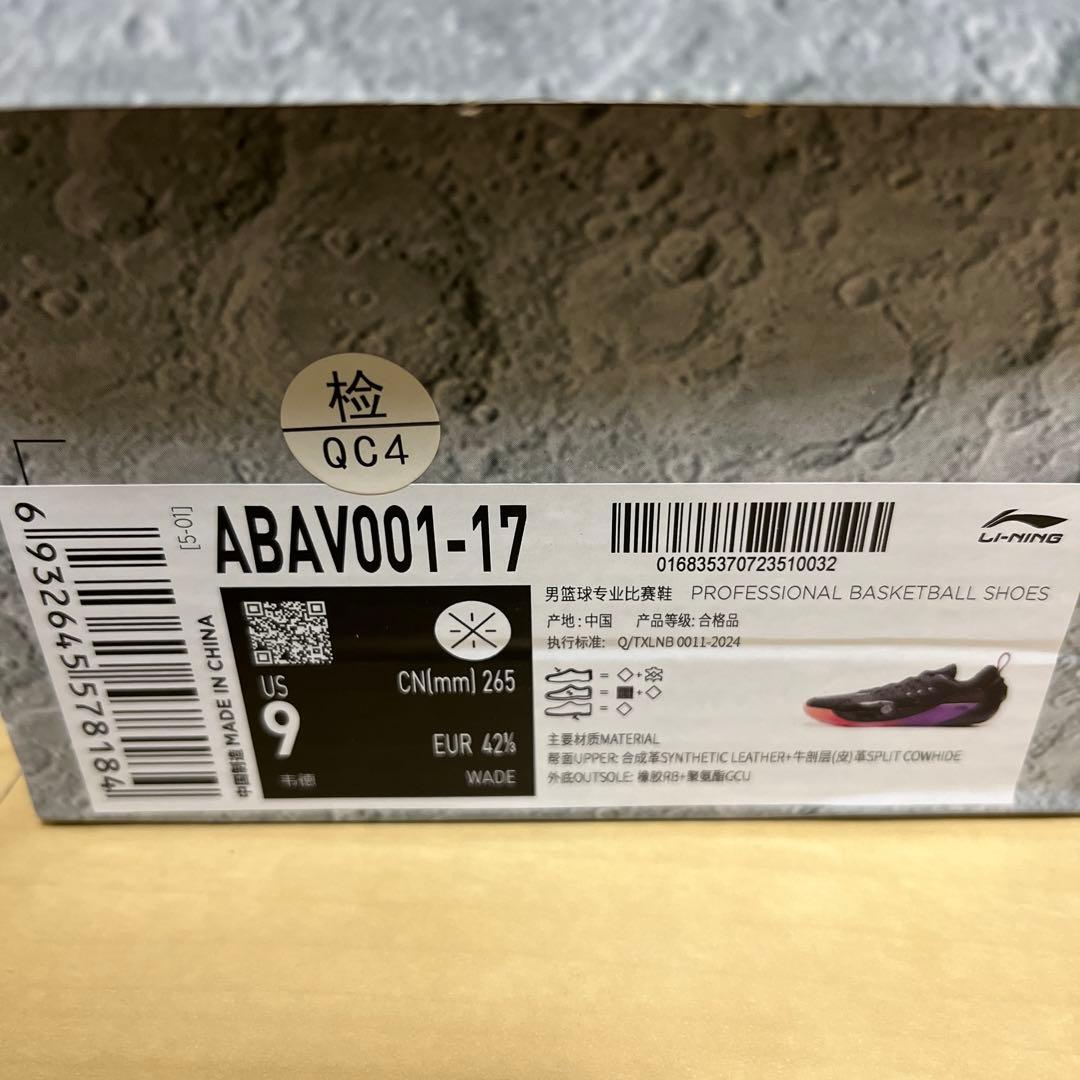 检
QC4
6 932645 578184
[5-01]
中国制造 MADE IN CHINA
ABAV001-17
016835370723510032
LI-NING
男篮球专业比赛鞋 PROFESSIONAL BASKETBALL SHOES
产地: 中国 产品等级: 合格品
执行标准: Q/TXLNB 0011-2024
US
9
韦德
CN(mm) 265
EUR 42⅓
WADE
主要材质MATERIAL
帮面UPPER: 合成革SYNTHETIC LEATHER+牛剖层(皮)革SPLIT COWHIDE
外底OUTSOLE: 橡胶RB+聚氨酯GCU